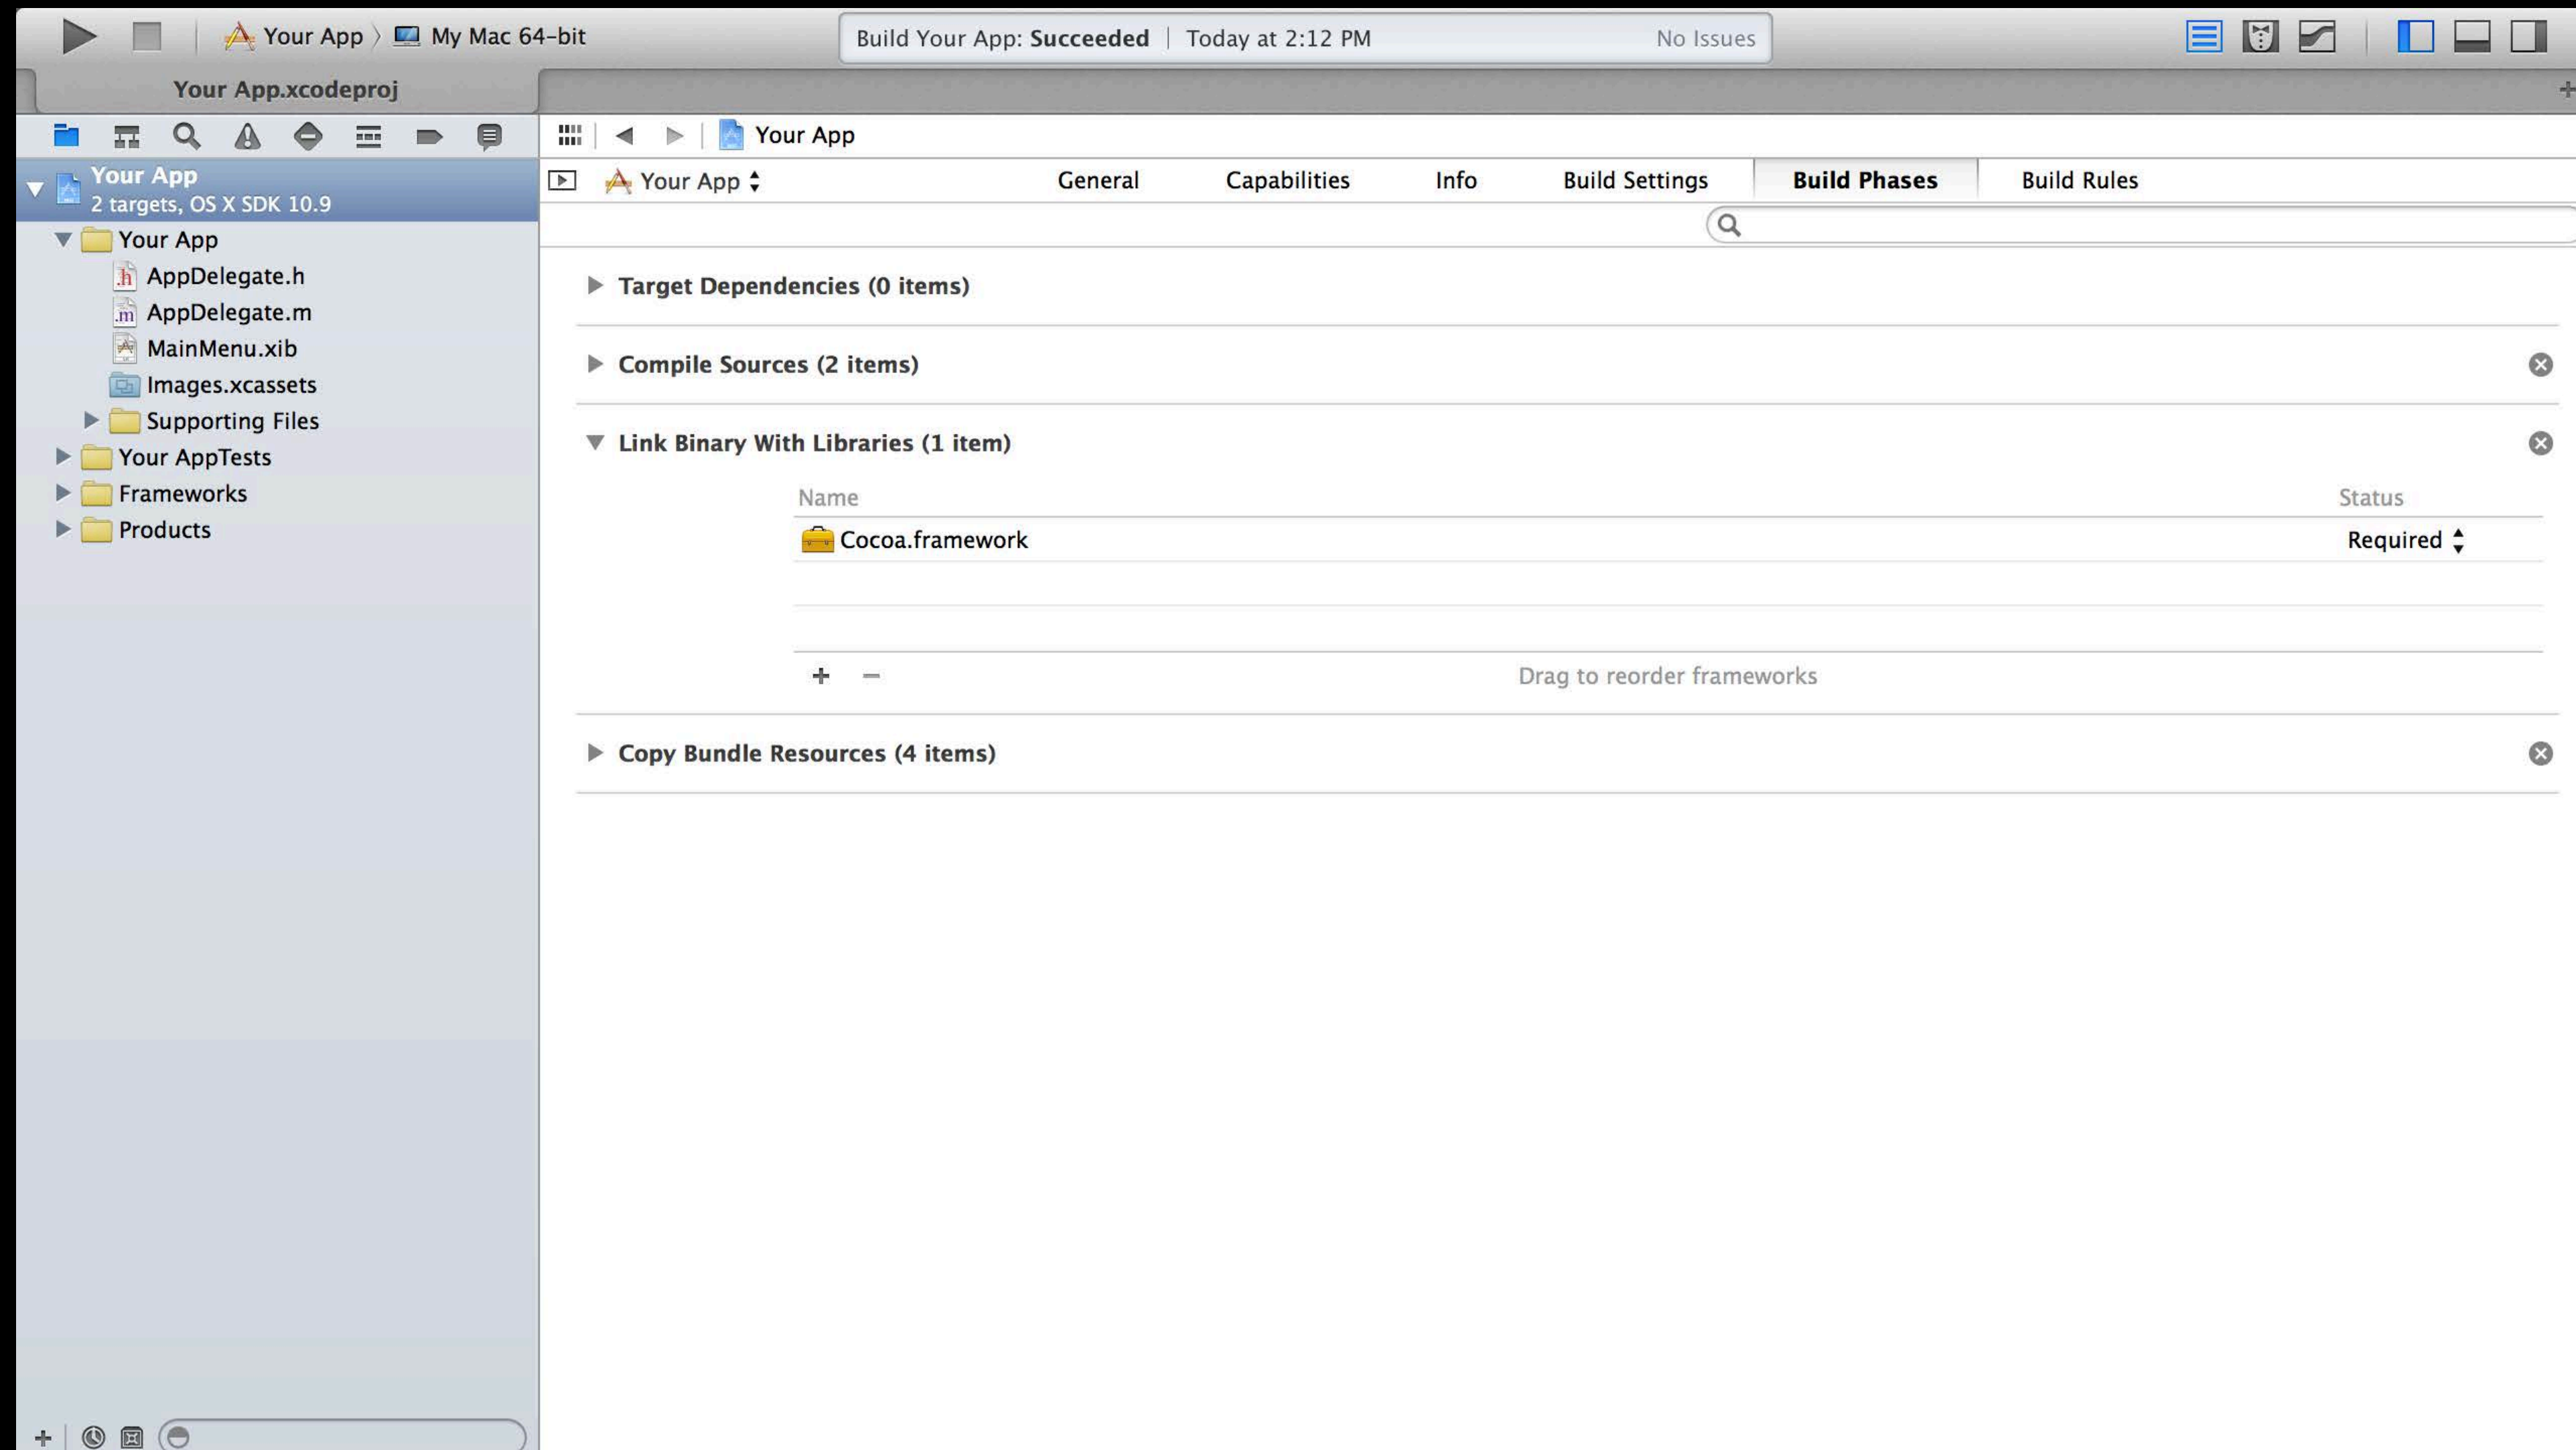 Your App 〉 My Mac 64-bit
Build Your App: Succeeded | Today at 2:12 PM
No Issues
Your App.xcodeproj
Your App
2 targets, OS X SDK 10.9
Your App
AppDelegate.h
AppDelegate.m
MainMenu.xib
Images.xcassets
Supporting Files
Your AppTests
Frameworks
Products
Your App
Your App
General Capabilities Info Build Settings Build Phases Build Rules
Target Dependencies (0 items)
Compile Sources (2 items)
Link Binary With Libraries (1 item)
Name Status
Cocoa.framework Required
Drag to reorder frameworks
Copy Bundle Resources (4 items)